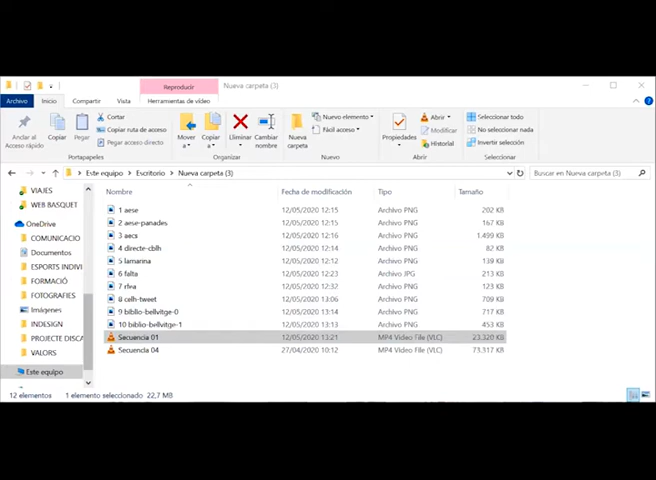 Reproducir Nueva carpeta (3)
Archivo Inicio Compartir Vista Herramientas de vídeo
Anclar al Acceso rápido
Copiar
Pegar
Cortar
Copiar ruta de acceso
Pegar acceso directo
Portapapeles
Mover a
Copiar a
Eliminar
Cambiar nombre
Organizar
Nueva carpeta
Nuevo elemento
Fácil acceso
Nuevo
Propiedades
Abrir
Modificar
Historial
Abrir
Seleccionar todo
No seleccionar nada
Invertir selección
Seleccionar
Este equipo > Escritorio > Nueva carpeta (3)
Buscar en Nueva carpeta (3)
VIAJES
WEB BASQUET
OneDrive
COMUNICACIO
Documentos
ESPORTS INDIVI
FORMACIÓ
FOTOGRAFIES
Imágenes
INDESIGN
PROJECTE DISCA
VALORS
Este equipo
Nombre Fecha de modificación Tipo Tamaño
1 aese 12/05/2020 12:15 Archivo PNG 202 KB
2 aese-panades 12/05/2020 12:15 Archivo PNG 167 KB
3 aecs 12/05/2020 12:16 Archivo PNG 1.499 KB
4 directe-cblh 12/05/2020 12:14 Archivo PNG 82 KB
5 lamarina 12/05/2020 12:12 Archivo PNG 139 KB
6 falta 12/05/2020 12:23 Archivo JPG 213 KB
12/05/2020 12:32 Archivo PNG 123 KB
8 celh-tweet 12/05/2020 13:06 Archivo PNG 709 KB
9 biblio-bellvitge-0 12/05/2020 13:14 Archivo PNG 717 KB
10 biblio-bellvitge-1 12/05/2020 13:13 Archivo PNG 453 KB
Secuencia 01 12/05/2020 13:21 MP4 Video File (VLC) 23.320 KB
Secuencia 04 27/04/2020 10:12 MP4 Video File (VLC) 73.317 KB
12 elementos 1 elemento seleccionado 22,7 MB